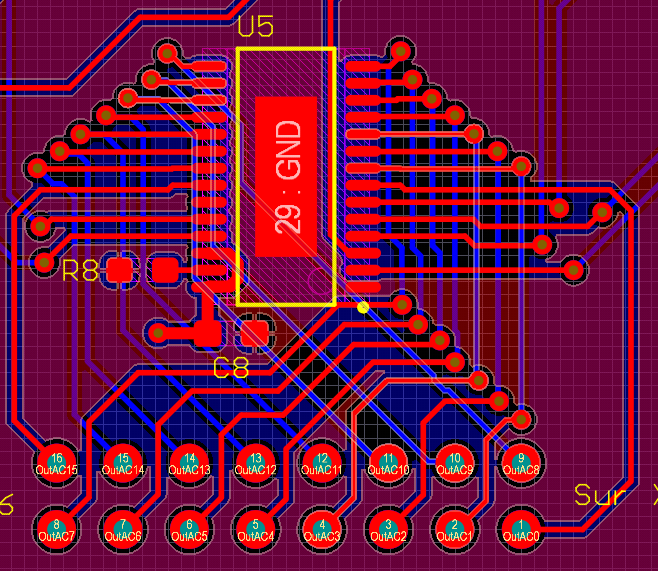 U5
29 : GND
R8
C8
16
OutAC15
15
OutAC14
14
OutAC13
13
OutAC12
12
OutAC11
11
OutAC10
10
OutAC9
9
OutAC8
6
Sur
8
OutAC7
7
OutAC6
6
OutAC5
5
OutAC4
4
OutAC3
3
OutAC2
2
OutAC1
1
OutAC0